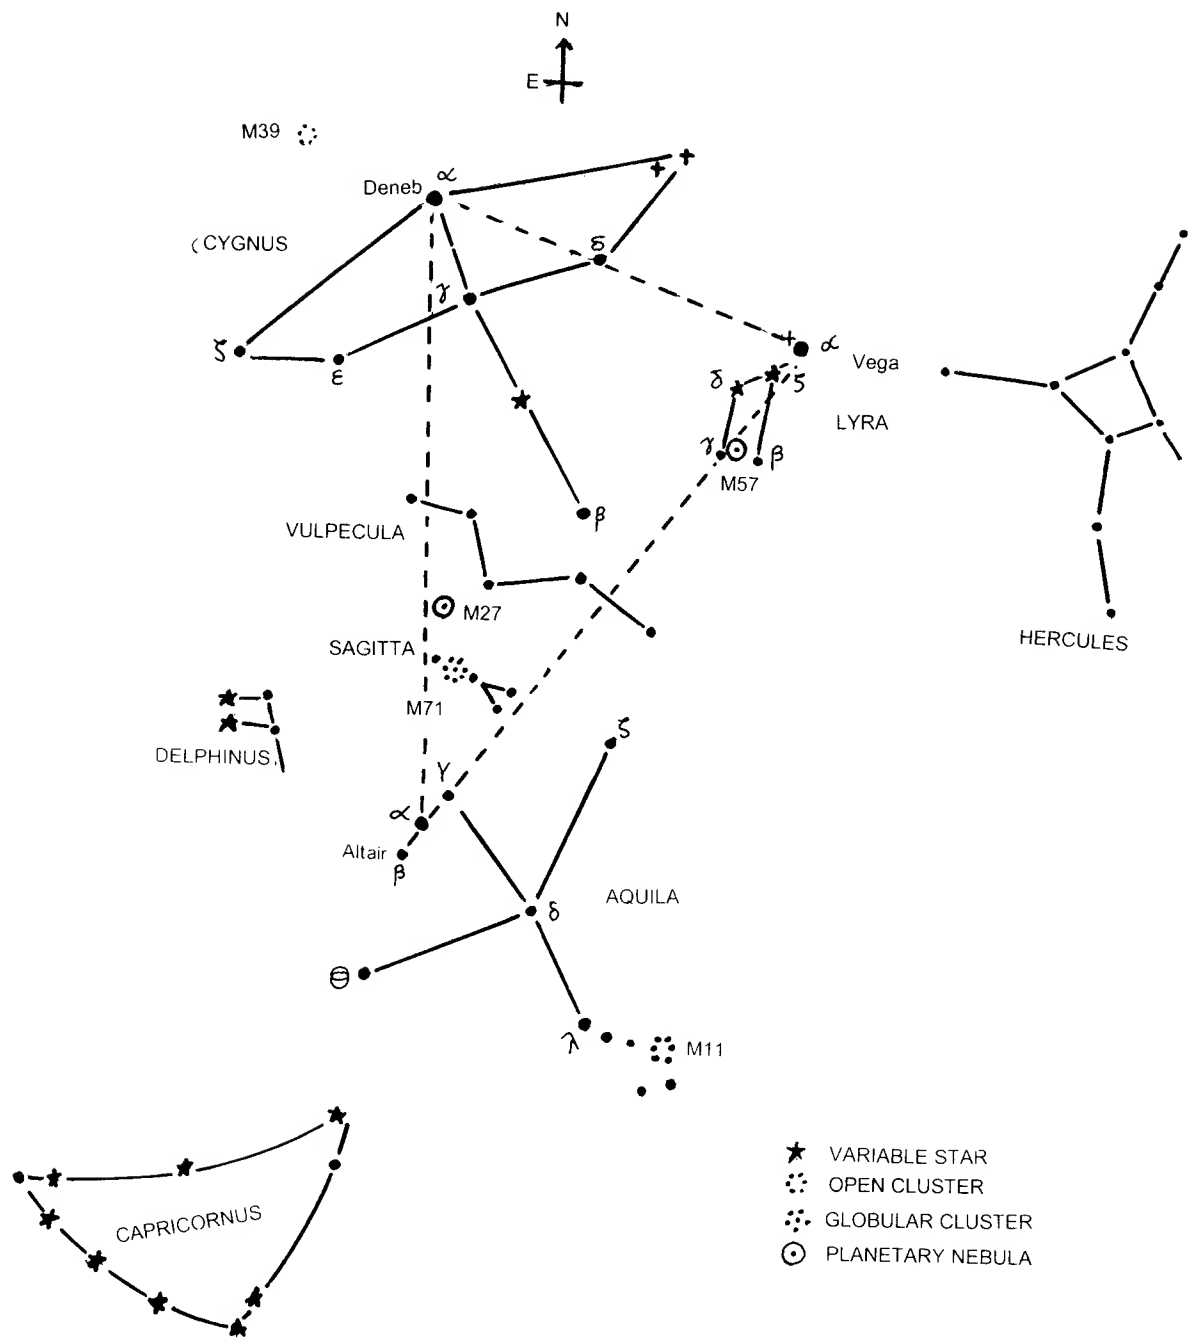 N
E
M39
α
Deneb
(CYGNUS
δ
γ
ζ
ε
α
Vega
δ
ζ
LYRA
γ
β
M57
β
VULPECULA
M27
SAGITTA
HERCULES
M71
ζ
DELPHINUS
γ
α
Altair
β
AQUILA
δ
θ
λ
M11
CAPRICORNUS
VARIABLE STAR
OPEN CLUSTER
GLOBULAR CLUSTER
PLANETARY NEBULA